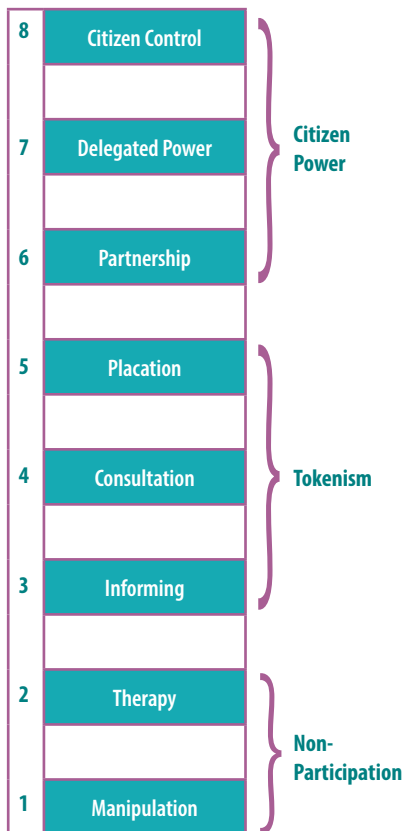 8 Citizen Control
7 Delegated Power
Citizen
Power
6 Partnership
5 Placation
4 Consultation
Tokenism
3 Informing
2 Therapy
Non-
Participation
1 Manipulation